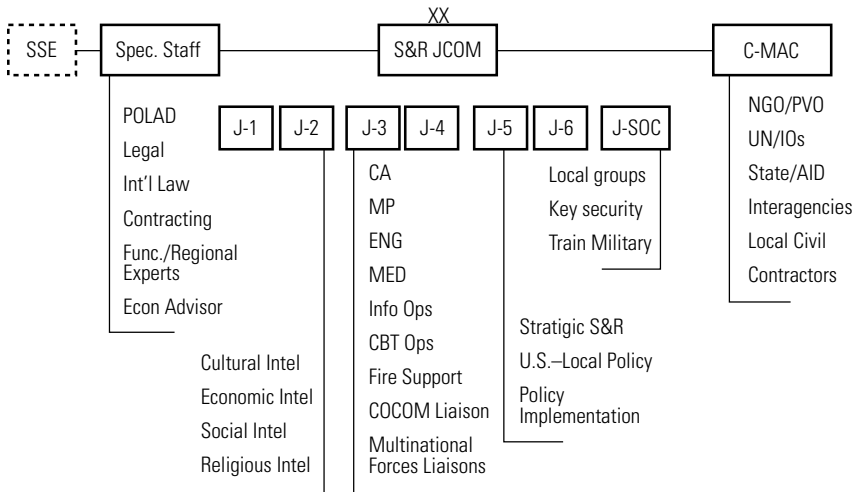 XX
SSE
Spec. Staff
S&R JCOM
C-MAC
POLAD
Legal
Int'l Law
Contracting
Func./Regional
Experts
Econ Advisor
J-1
J-2
J-3
J-4
J-5
J-6
J-SOC
Cultural Intel
Economic Intel
Social Intel
Religious Intel
CA
MP
ENG
MED
Info Ops
CBT Ops
Fire Support
COCOM Liaison
Multinational
Forces Liaisons
Stratigic S&R
U.S.–Local Policy
Policy
Implementation
Local groups
Key security
Train Military
NGO/PVO
UN/IOs
State/AID
Interagencies
Local Civil
Contractors